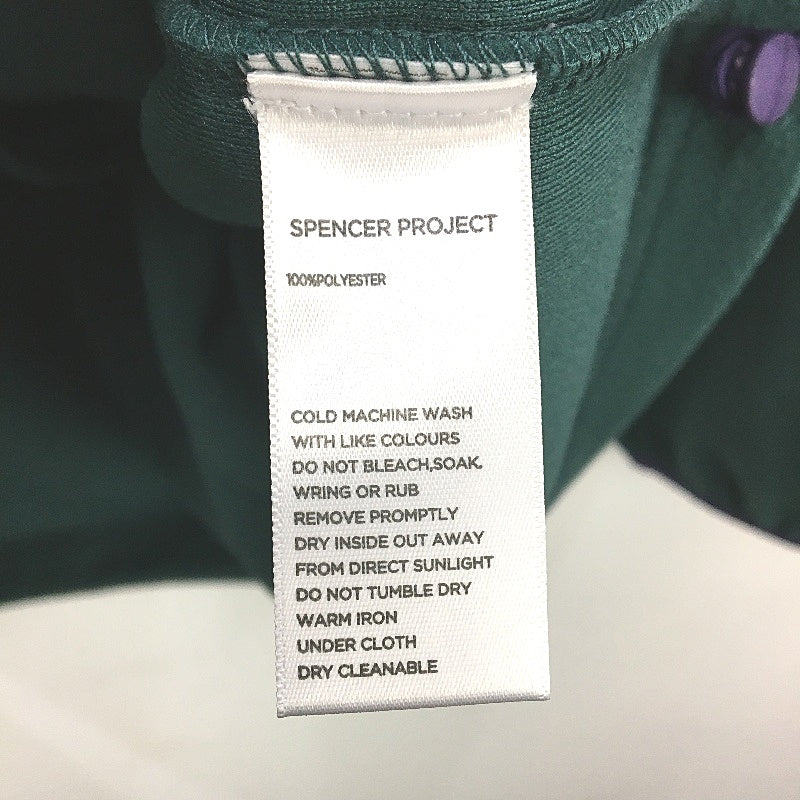 SPENCER PROJECT
100%POLYESTER
COLD MACHINE WASH
WITH LIKE COLOURS
DO NOT BLEACH,SOAK.
WRING OR RUB
REMOVE PROMPTLY
DRY INSIDE OUT AWAY
FROM DIRECT SUNLIGHT
DO NOT TUMBLE DRY
WARM IRON
UNDER CLOTH
DRY CLEANABLE